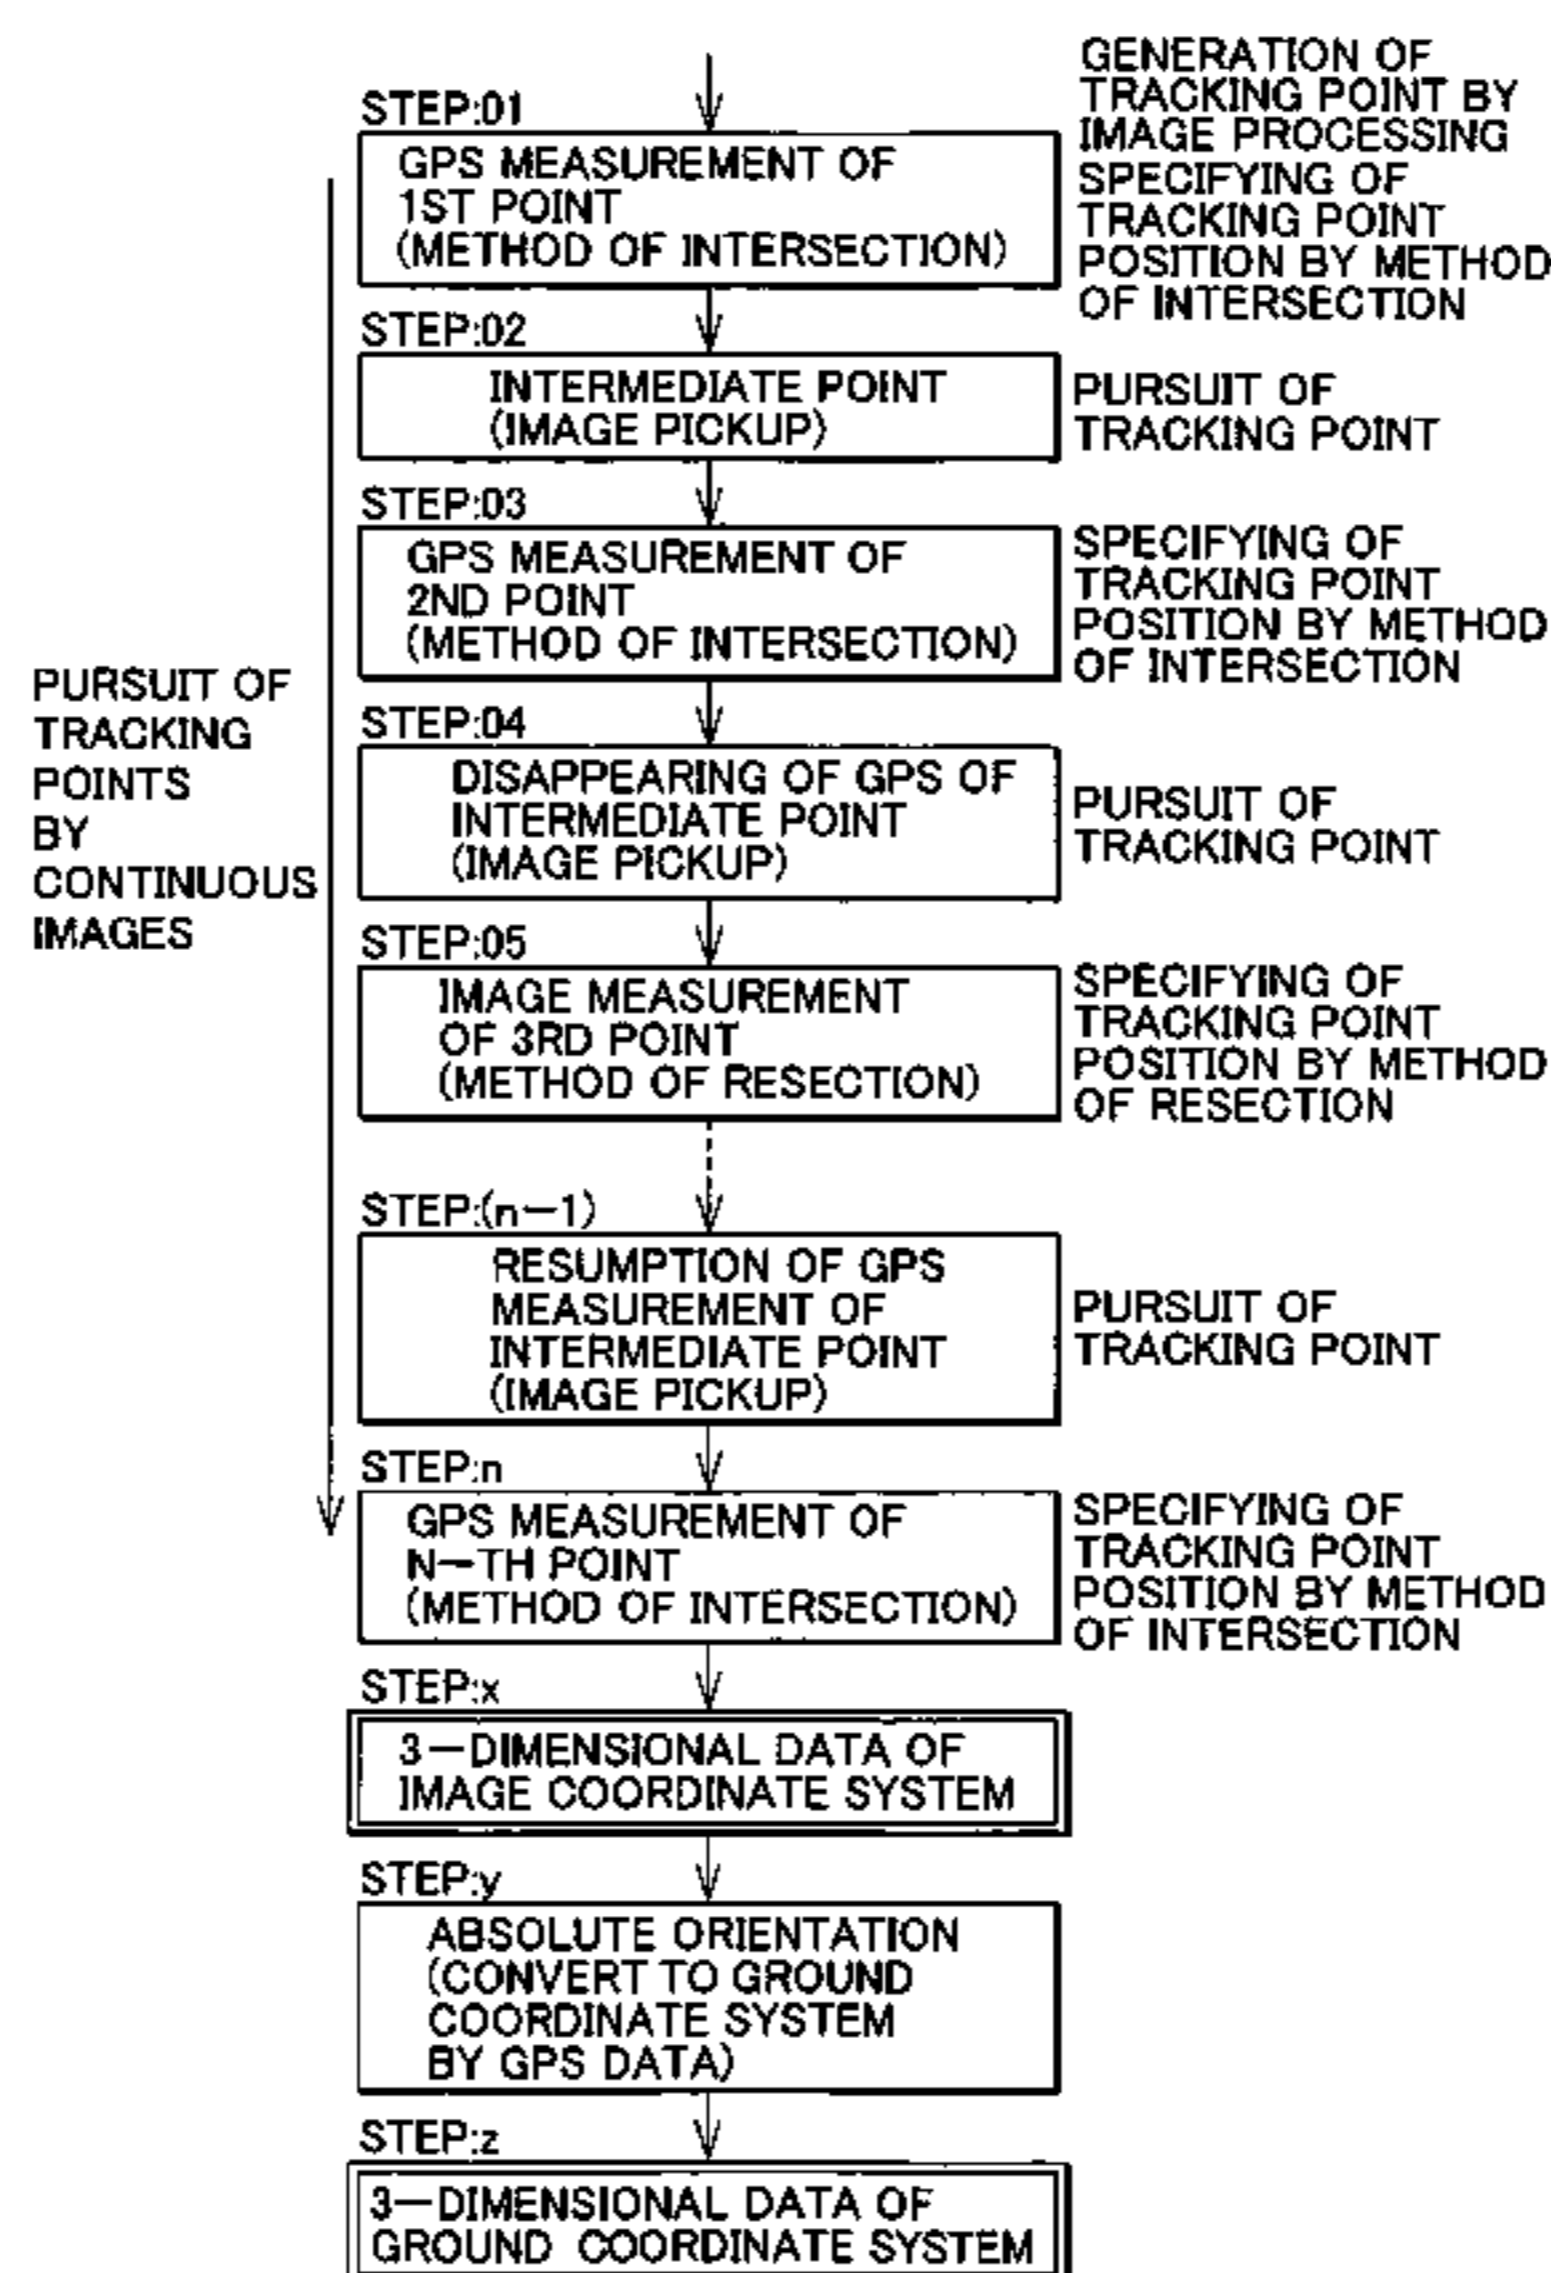 GENERATION OF
TRACKING POINT BY
IMAGE PROCESSING
SPECIFYING OF
TRACKING POINT
POSITION BY METHOD
OF INTERSECTION
STEP:01
GPS MEASUREMENT OF
1ST POINT
(METHOD OF INTERSECTION)
STEP:02
INTERMEDIATE POINT
(IMAGE PICKUP)
PURSUIT OF
TRACKING POINT
STEP:03
GPS MEASUREMENT OF
2ND POINT
(METHOD OF INTERSECTION)
SPECIFYING OF
TRACKING POINT
POSITION BY METHOD
OF INTERSECTION
PURSUIT OF
TRACKING
POINTS
BY
CONTINUOUS
IMAGES
STEP:04
DISAPPEARING OF GPS OF
INTERMEDIATE POINT
(IMAGE PICKUP)
PURSUIT OF
TRACKING POINT
STEP:05
IMAGE MEASUREMENT
OF 3RD POINT
(METHOD OF RESECTION)
SPECIFYING OF
TRACKING POINT
POSITION BY METHOD
OF RESECTION
STEP:(n-1)
RESUMPTION OF GPS
MEASUREMENT OF
INTERMEDIATE POINT
(IMAGE PICKUP)
PURSUIT OF
TRACKING POINT
STEP:n
GPS MEASUREMENT OF
N-TH POINT
(METHOD OF INTERSECTION)
SPECIFYING OF
TRACKING POINT
POSITION BY METHOD
OF INTERSECTION
STEP:x
3-DIMENSIONAL DATA OF
IMAGE COORDINATE SYSTEM
STEP:y
ABSOLUTE ORIENTATION
(CONVERT TO GROUND
COORDINATE SYSTEM
BY GPS DATA)
STEP:z
3-DIMENSIONAL DATA OF
GROUND COORDINATE SYSTEM